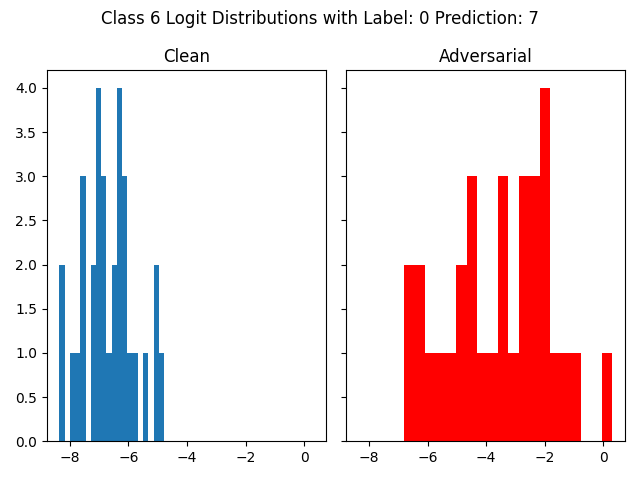 Class 6 Logit Distributions with Label: 0 Prediction: 7
Clean
Adversarial
4.0
3.5
3.0
2.5
2.0
1.5
1.0
0.5
0.0
−8 −6 −4 −2 0
−8 −6 −4 −2 0